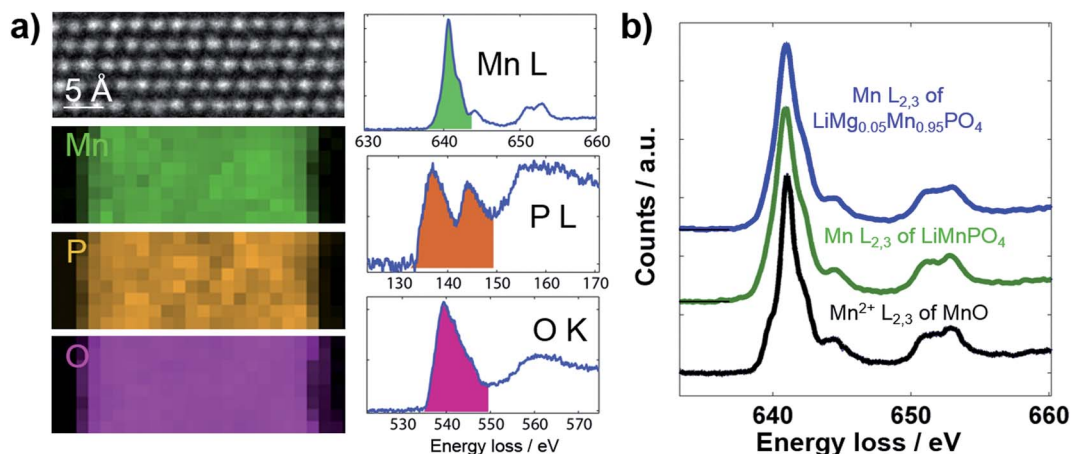 a)
5 Å
Mn
P
O
Mn L
630 640 650 660
P L
130 140 150 160 170
O K
530 540 550 560 570
Energy loss / eV
b)
Counts / a.u.
Mn L2,3 of
LiMg0.05Mn0.95PO4
Mn L2,3 of LiMnPO4
Mn2+ L2,3 of MnO
640 650 660
Energy loss / eV